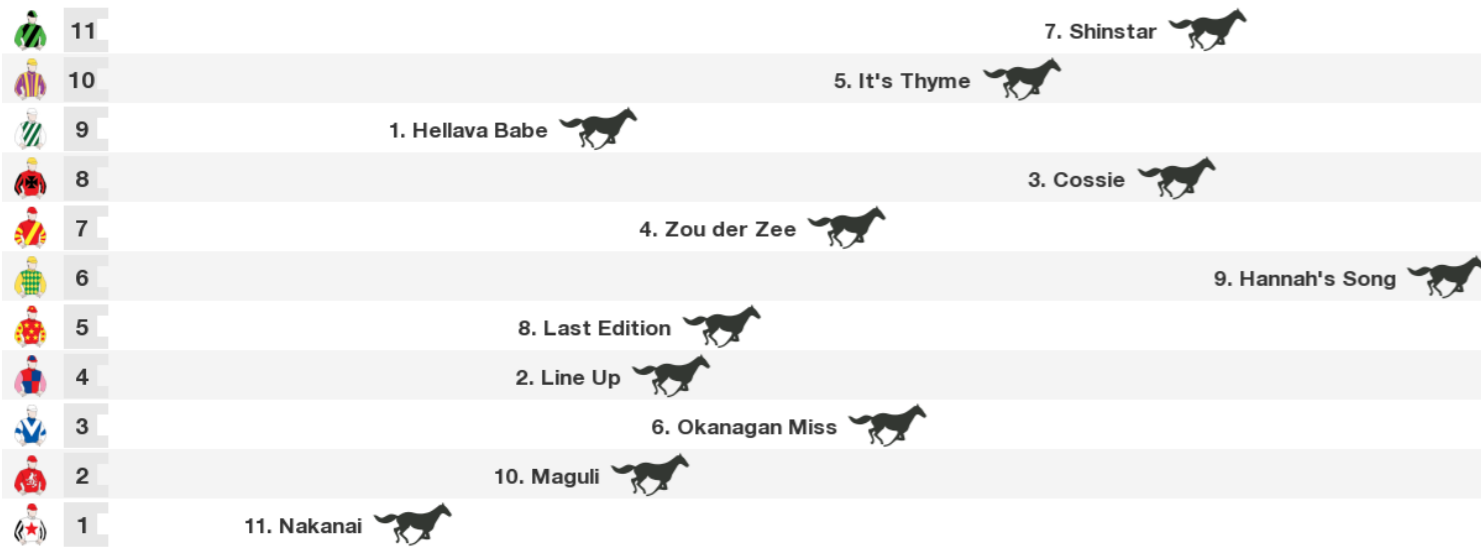 11 7. Shinstar
10 5. It's Thyme
9 1. Hellava Babe
8 3. Cossie
7 4. Zou der Zee
6 9. Hannah's Song
5 8. Last Edition
4 2. Line Up
3 6. Okanagan Miss
2 10. Maguli
1 11. Nakanai